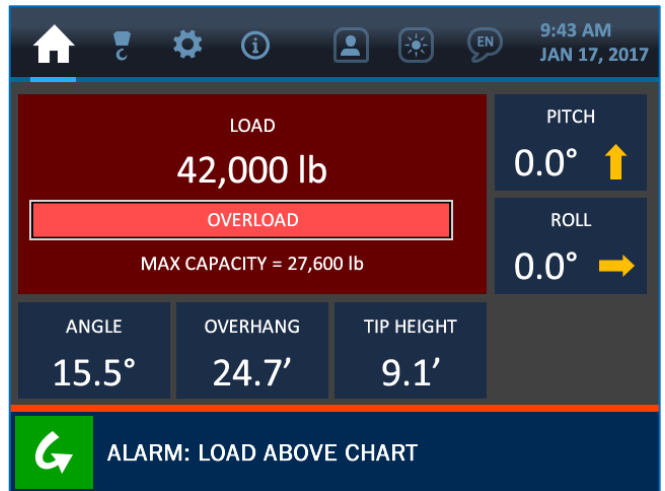 EN
9:43 AM
JAN 17, 2017
LOAD
42,000 lb
OVERLOAD
MAX CAPACITY = 27,600 lb
PITCH
0.0°
ROLL
0.0°
ANGLE
15.5°
OVERHANG
24.7′
TIP HEIGHT
9.1′
ALARM: LOAD ABOVE CHART